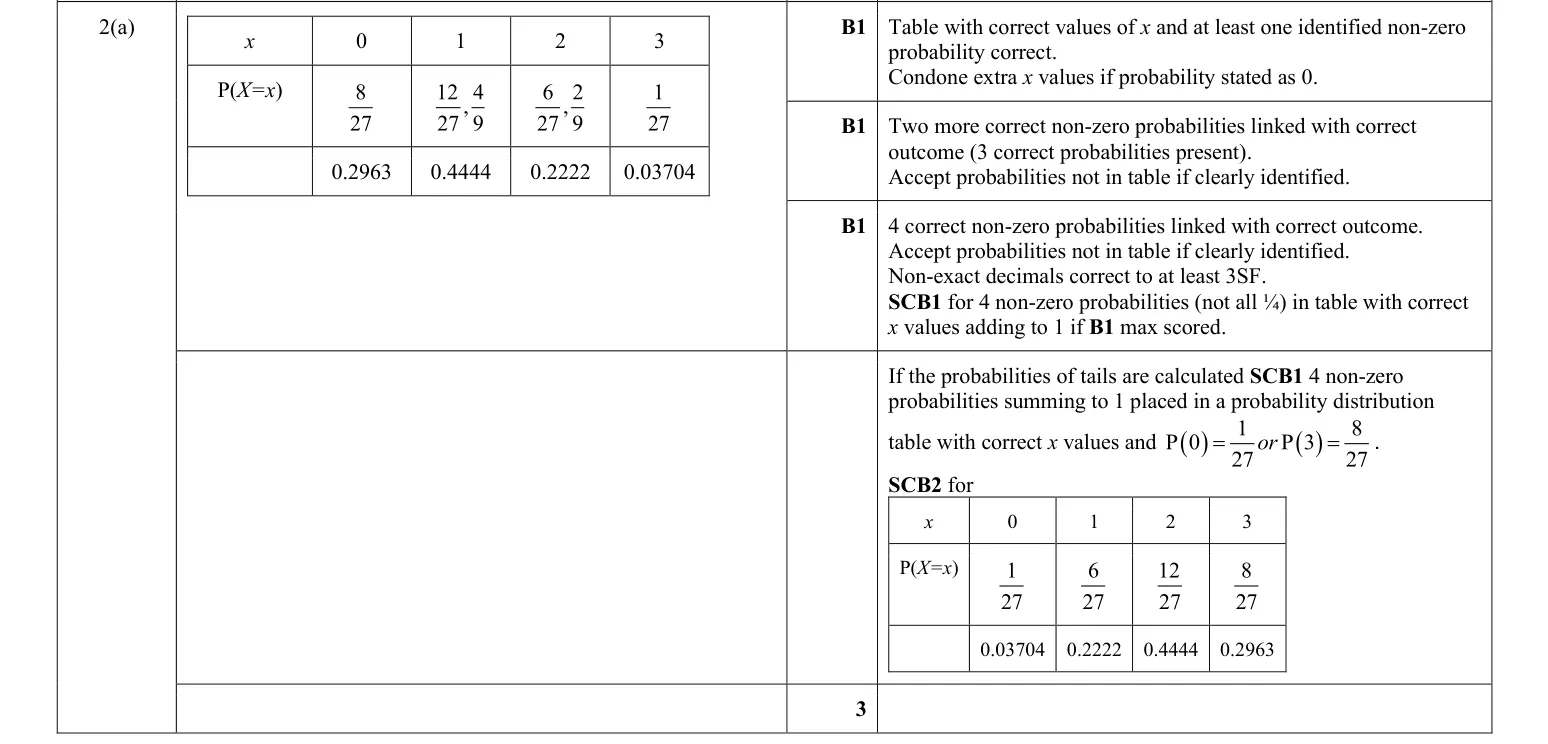 2(a)
x 0 1 2 3
P(X=x) 8/27 12/27, 4/9 6/27, 2/9 1/27
0.2963 0.4444 0.2222 0.03704
B1 Table with correct values of x and at least one identified non-zero
probability correct.
Condone extra x values if probability stated as 0.
B1 Two more correct non-zero probabilities linked with correct
outcome (3 correct probabilities present).
Accept probabilities not in table if clearly identified.
B1 4 correct non-zero probabilities linked with correct outcome.
Accept probabilities not in table if clearly identified.
Non-exact decimals correct to at least 3SF.
SCB1 for 4 non-zero probabilities (not all ¼) in table with correct
x values adding to 1 if B1 max scored.
If the probabilities of tails are calculated SCB1 4 non-zero
probabilities summing to 1 placed in a probability distribution
table with correct x values and P(0) = 1/27 or P(3) = 8/27 .
SCB2 for
x 0 1 2 3
P(X=x) 1/27 6/27 12/27 8/27
0.03704 0.2222 0.4444 0.2963
3